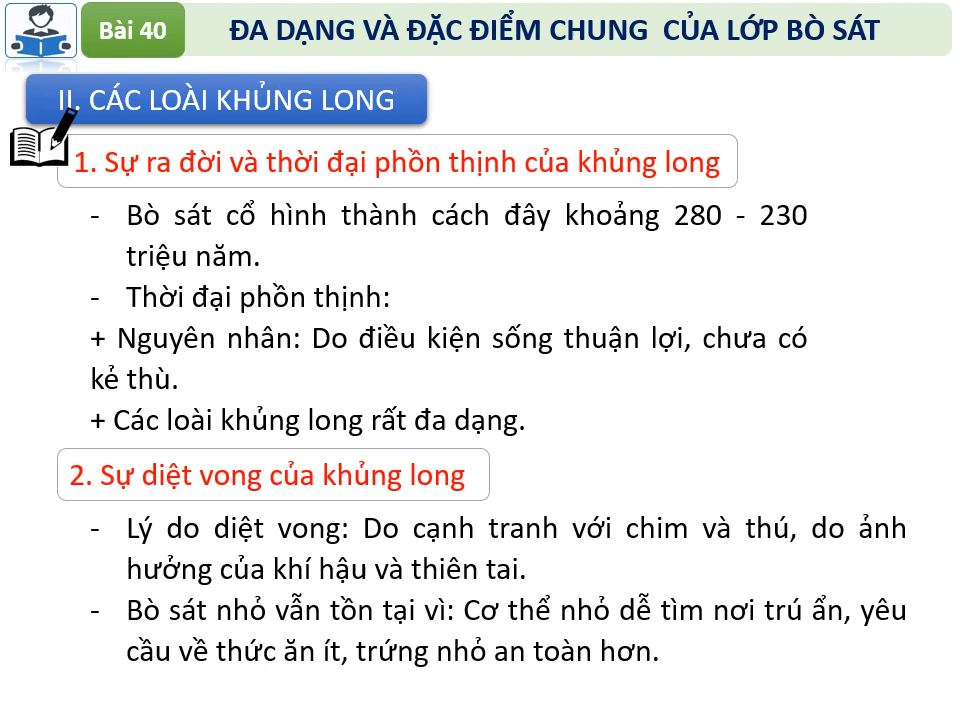 Bài 40
ĐA DẠNG VÀ ĐẶC ĐIỂM CHUNG CỦA LỚP BÒ SÁT
II. CÁC LOÀI KHỦNG LONG
1. Sự ra đời và thời đại phồn thịnh của khủng long
- Bò sát cổ hình thành cách đây khoảng 280 - 230
triệu năm.
- Thời đại phồn thịnh:
+ Nguyên nhân: Do điều kiện sống thuận lợi, chưa có
kẻ thù.
+ Các loài khủng long rất đa dạng.
2. Sự diệt vong của khủng long
- Lý do diệt vong: Do cạnh tranh với chim và thú, do ảnh
hưởng của khí hậu và thiên tai.
- Bò sát nhỏ vẫn tồn tại vì: Cơ thể nhỏ dễ tìm nơi trú ẩn, yêu
cầu về thức ăn ít, trứng nhỏ an toàn hơn.